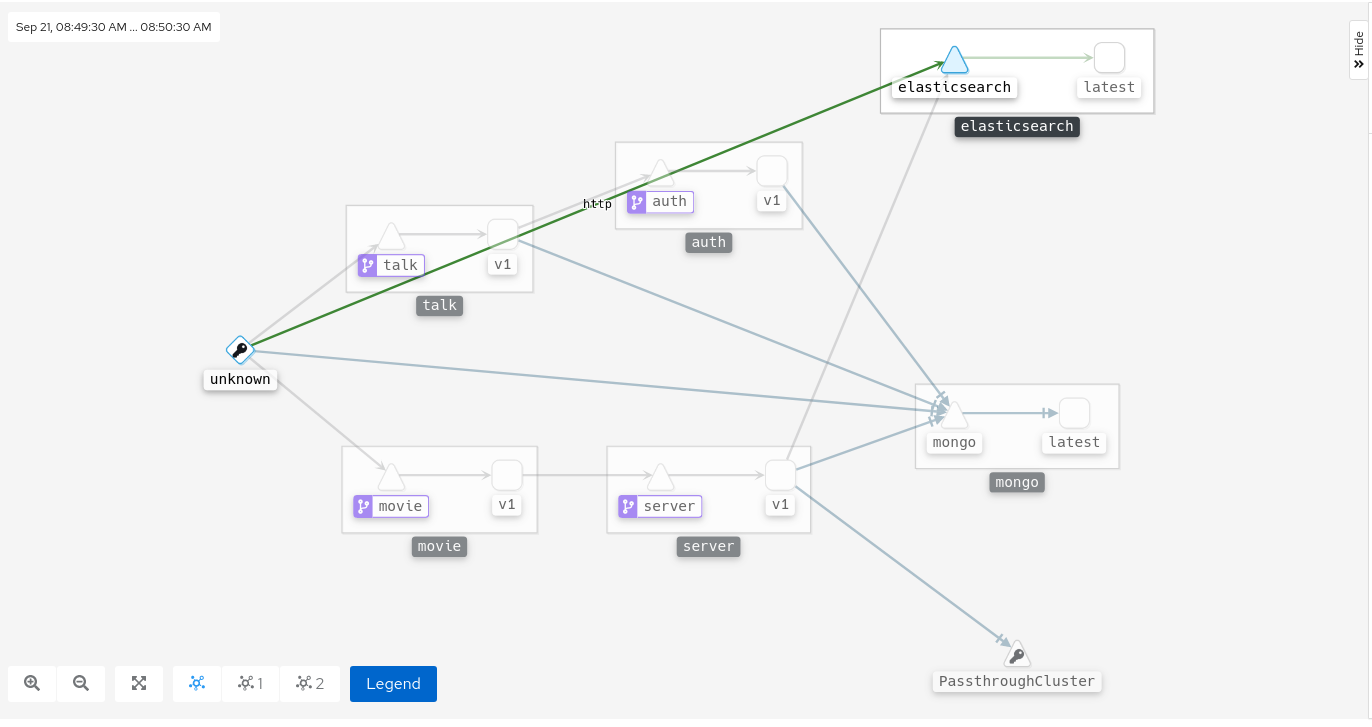 Sep 21, 08:49:30 AM ... 08:50:30 AM
Hide
elasticsearch
latest
elasticsearch
auth
v1
auth
http
talk
v1
talk
unknown
mongo
latest
mongo
movie
v1
movie
server
v1
server
PassthroughCluster
1
2
Legend